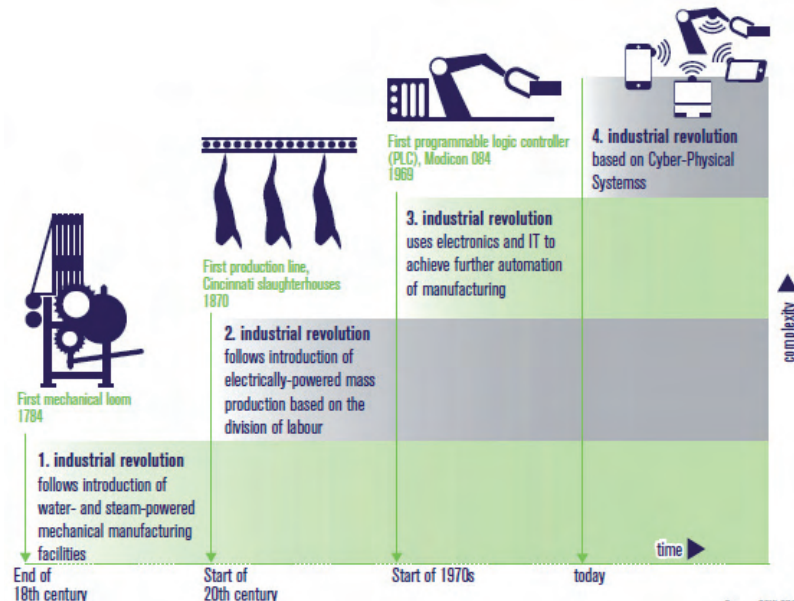 First mechanical loom
1784
1. industrial revolution
follows introduction of
water- and steam-powered
mechanical manufacturing
facilities
End of
18th century
First production line,
Cincinnati slaughterhouses
1870
2. industrial revolution
follows introduction of
electrically-powered mass
production based on the
division of labour
Start of
20th century
First programmable logic controller
(PLC), Modicon 084
1969
3. industrial revolution
uses electronics and IT to
achieve further automation
of manufacturing
Start of 1970s
4. industrial revolution
based on Cyber-Physical
Systemss
today
time
complexity